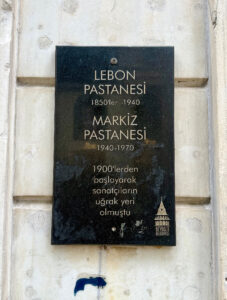 LEBON
PASTANESİ
1850'ler -1940
MARKİZ
PASTANESİ
1940-1970
1900'lerden
başlayarak
sanatçıların
uğrak yeri
olmuştu